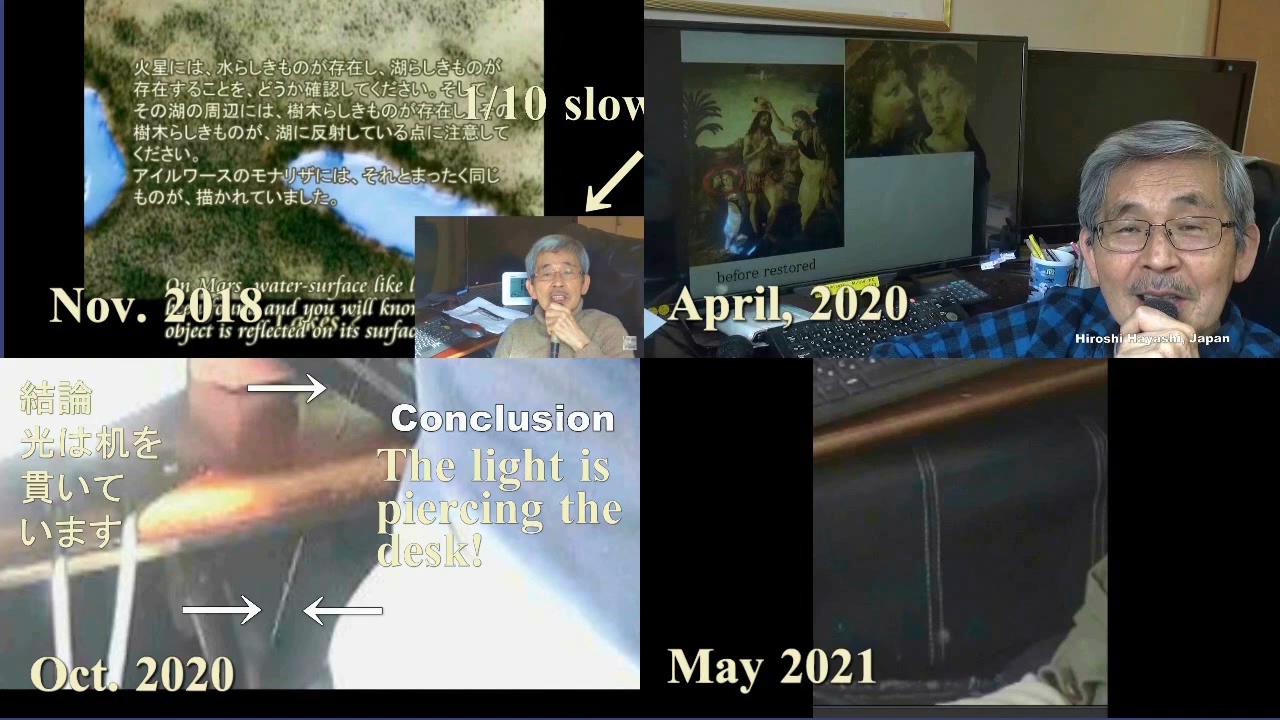 火星には、水らしきものが存在し、湖らしきものが
存在することを、どうか確認してください。そして
その湖の周辺には、樹木らしきものが存在し、その
樹木らしきものが、湖に反射している点に注意して
ください。
アイルワースのモナリザには、それとまったく同じ
ものが、描かれていました。
1/10 slow
On Mars, water-surface like
and you will know
object is reflected on its surfac
Nov. 2018
before restored
April, 2020
Hiroshi Hayashi, Japan
結論
光は机を
貫いて
います
Conclusion
The light is
piercing the
desk!
Oct. 2020
May 2021